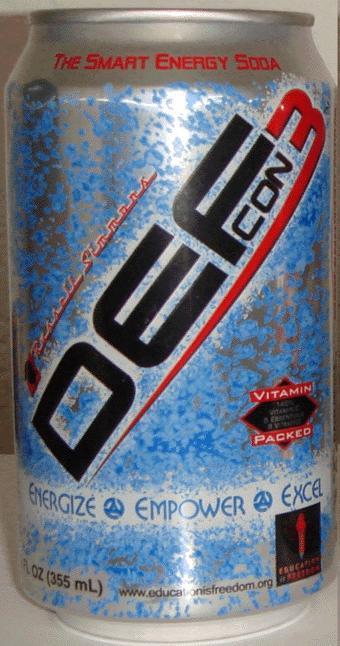 THE SMART ENERGY SODA
Russell Simmons
DEF
CON
3
VITAMIN
PACKED
ENERGIZE EMPOWER EXCEL
FL OZ (355 mL)
www.educationisfreedom.org
EDUCATION
IS FREEDOM